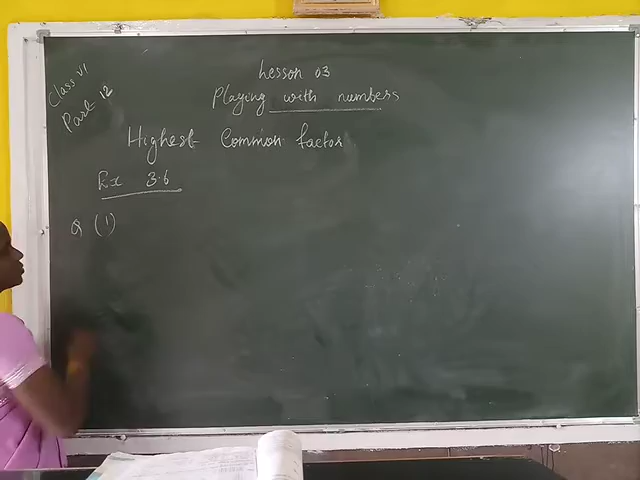 Class VI
Part 12
Lesson 03
Playing with numbers
Highest Common factor
Ex 3.6
Q (1)